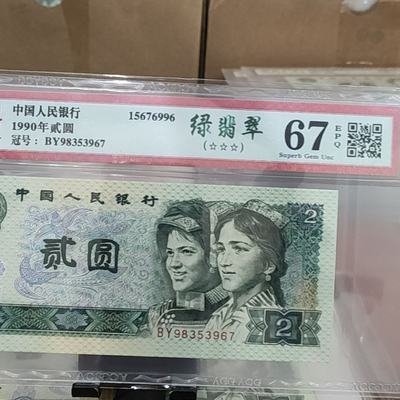 中国人民银行
1990年贰圆
冠号：BY98353967
15676996
绿翡翠
(☆☆☆)
67
EPQ
Superb Gem Unc
中国人民银行
贰圆
2
BY98353967
2